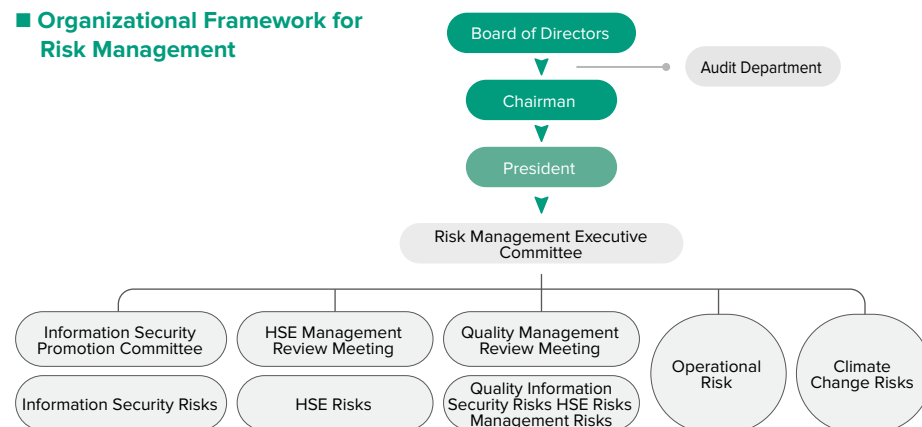 ■ Organizational Framework for
Risk Management
Board of Directors
Audit Department
Chairman
President
Risk Management Executive
Committee
Information Security
Promotion Committee
HSE Management
Review Meeting
Quality Management
Review Meeting
Operational
Risk
Climate
Change Risks
Information Security Risks
HSE Risks
Quality Information
Security Risks HSE Risks
Management Risks